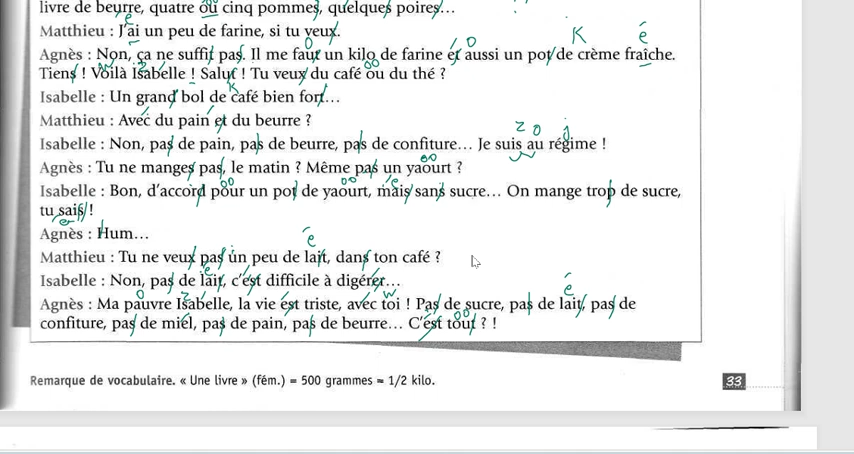 livre de beurre, quatre ou cinq pommes, quelques poires...
Matthieu : J'ai un peu de farine, si tu veux.
Agnès : Non, ça ne suffit pas. Il me faut un kilo de farine et aussi un pot de crème fraîche.
Tiens ! Voilà Isabelle ! Salut ! Tu veux du café ou du thé ?
Isabelle : Un grand bol de café bien fort...
Matthieu : Avec du pain et du beurre ?
Isabelle : Non, pas de pain, pas de beurre, pas de confiture... Je suis au régime !
Agnès : Tu ne manges pas, le matin ? Même pas un yaourt ?
Isabelle : Bon, d'accord pour un pot de yaourt, mais sans sucre... On mange trop de sucre,
tu sais !
Agnès : Hum...
Matthieu : Tu ne veux pas un peu de lait, dans ton café ?
Isabelle : Non, pas de lait, c'est difficile à digérer...
Agnès : Ma pauvre Isabelle, la vie est triste, avec toi ! Pas de sucre, pas de lait, pas de
confiture, pas de miel, pas de pain, pas de beurre... C'est tout ? !
Remarque de vocabulaire. « Une livre » (fém.) = 500 grammes = 1/2 kilo.
33